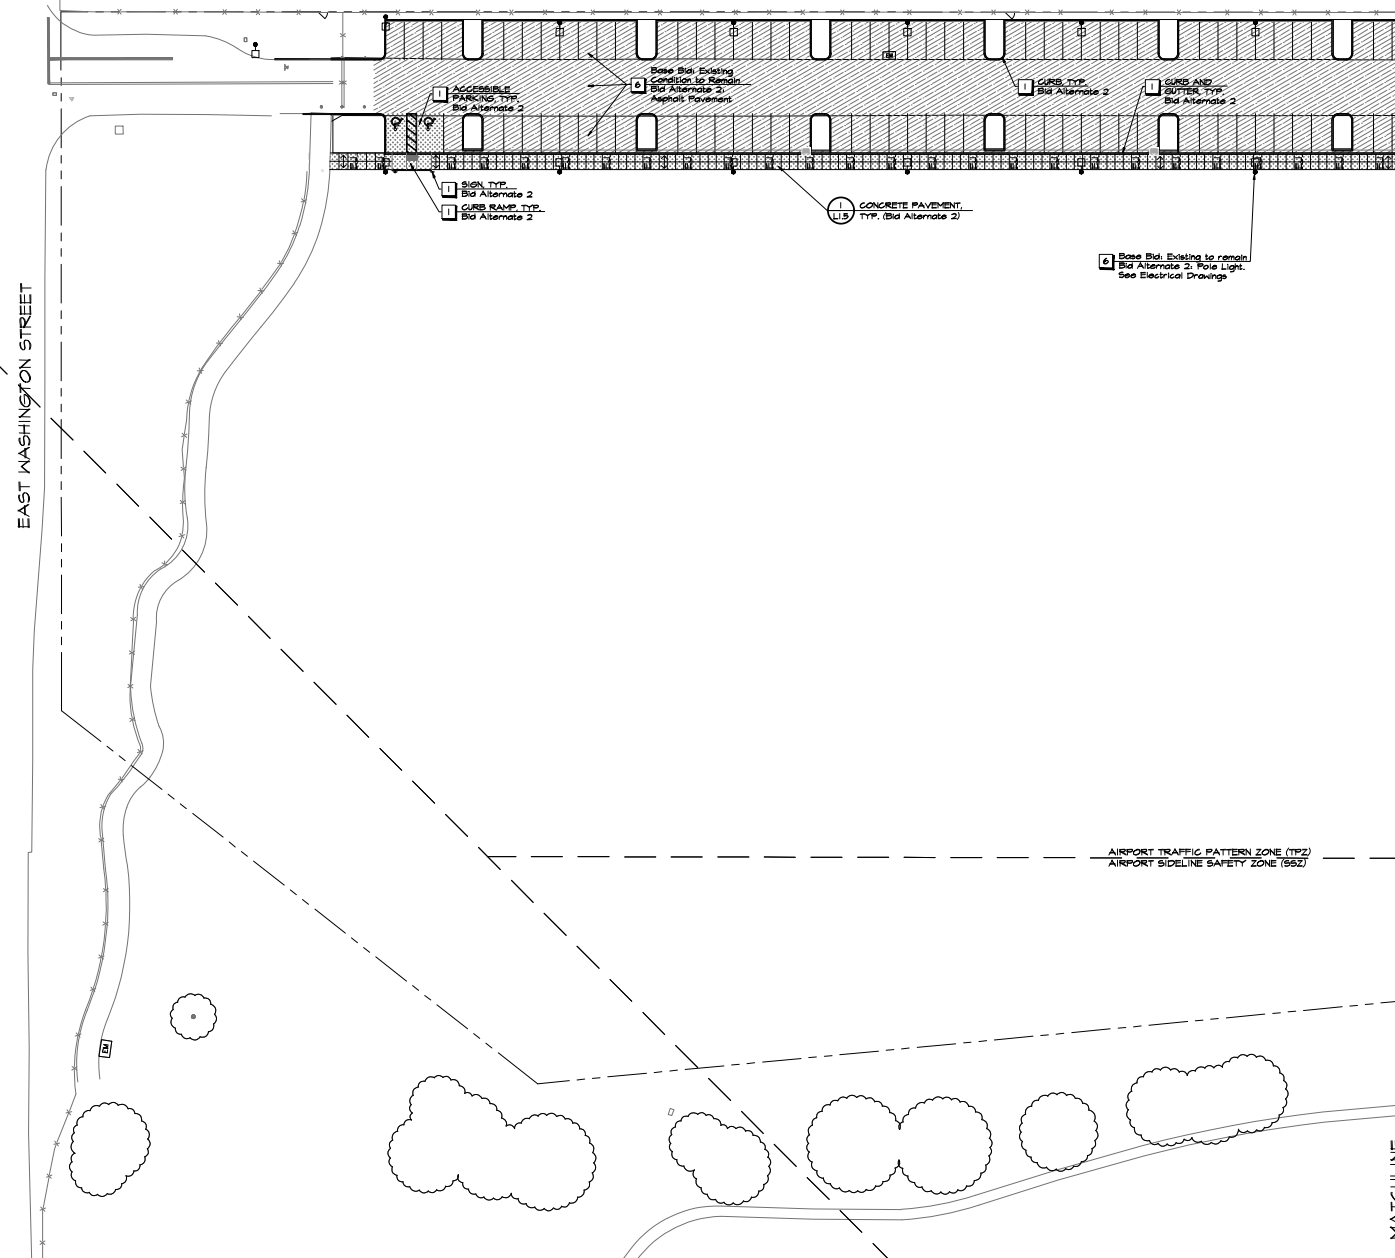 EM
6
Base Bid: Existing
Condition to Remain
Bid Alternate 2:
Asphalt Pavement
1
ACCESSIBLE
PARKING, TYP.
Bid Alternate 2
1
CURB, TYP.
Bid Alternate 2
1
CURB AND
GUTTER, TYP.
Bid Alternate 2
1
SIGN, TYP.
Bid Alternate 2
1
CURB RAMP, TYP.
Bid Alternate 2
1
L1.5
CONCRETE PAVEMENT,
TYP. (Bid Alternate 2)
6
Base Bid: Existing to remain
Bid Alternate 2: Pole Light.
See Electrical Drawings
EAST WASHINGTON STREET
AIRPORT TRAFFIC PATTERN ZONE (TPZ)
AIRPORT SIDELINE SAFETY ZONE (SSZ)
EM